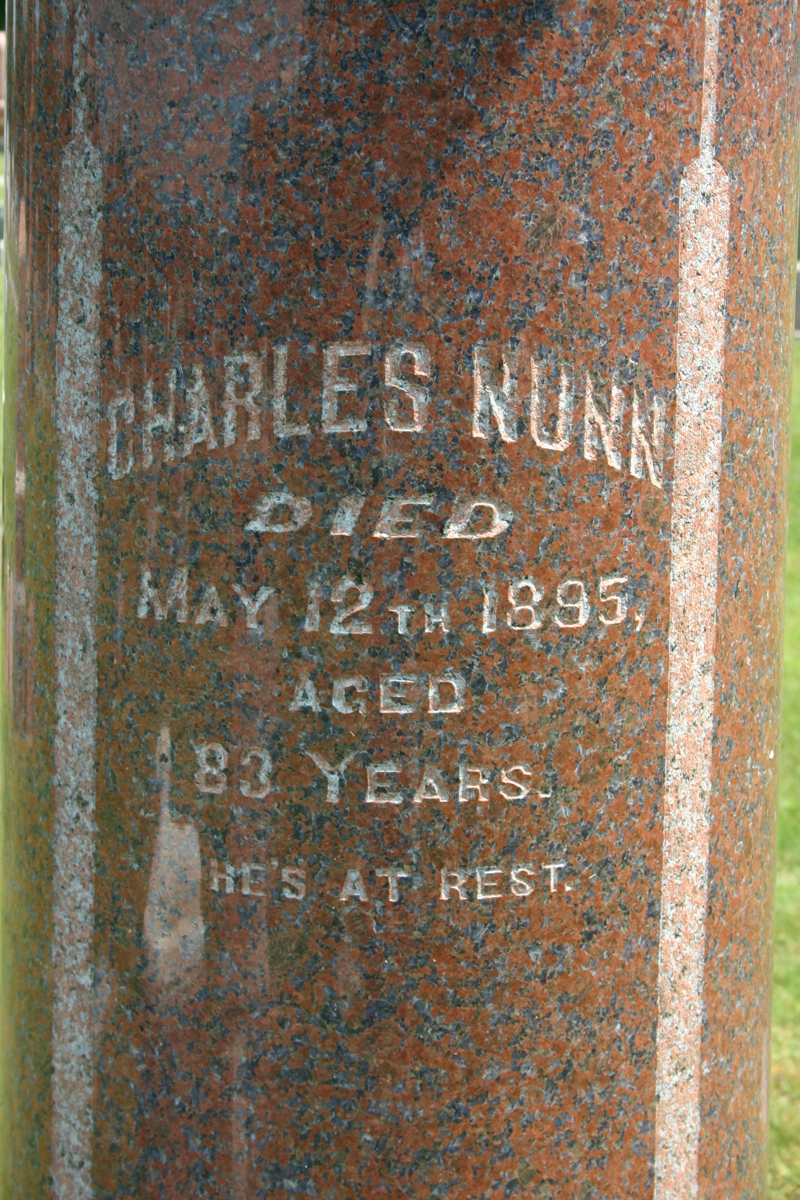 CHARLES NUNN
DIED
MAY 12TH 1895,
AGED
83 YEARS.
HE'S AT REST.